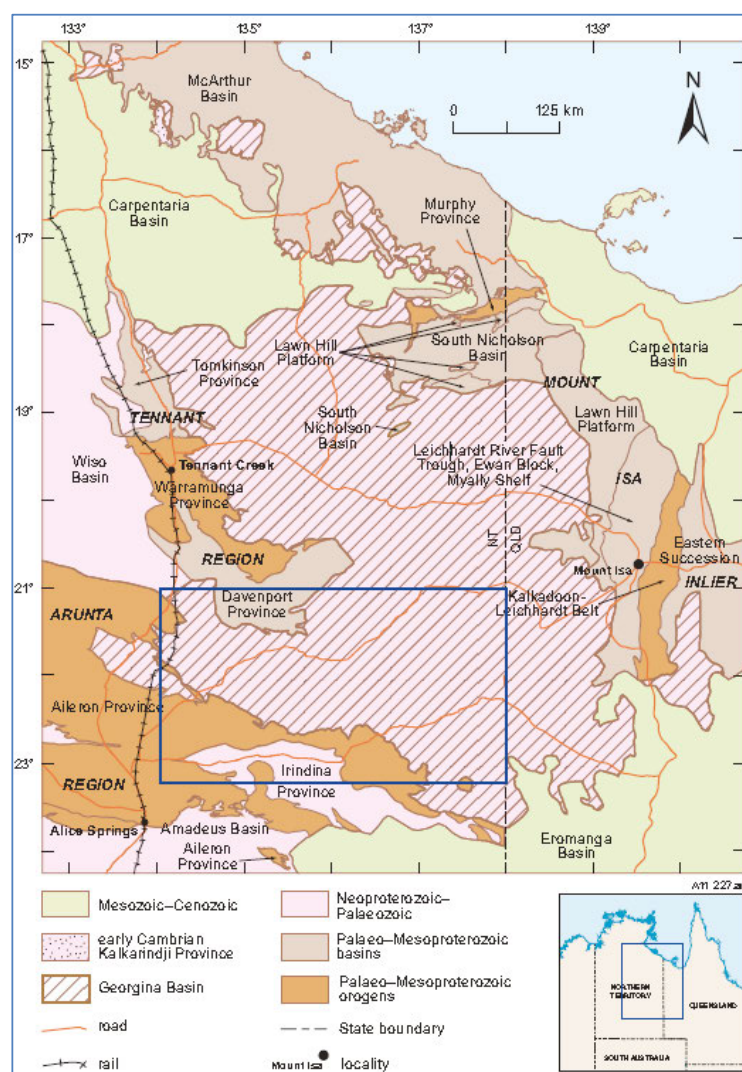 133°
135°
137°
139°
15°
17°
19°
21°
23°
McArthur
Basin
0
125 km
N
Murphy
Province
Carpentaria
Basin
Lawn Hill
Platform
South Nicholson
Basin
Carpentaria
Basin
Tomkinson
Province
MOUNT
TENNANT
South
Nicholson
Basin
Lawn Hill
Platform
Leichhardt River Fault
Trough, Ewan Block,
Myally Shelf
ISA
Wiso
Basin
Tennant Creek
Warramunga
Province
NT
QLD
Eastern
Succession
REGION
Mount Isa
INLIER
Davenport
Province
Kalkadoon-
Leichhardt Belt
ARUNTA
Aileron Province
REGION
Irindina
Province
Alice Springs
Amadeus Basin
Aileron
Province
Eromanga
Basin
A11 227.ai
Mesozoic–Cenozoic
Neoproterozoic–
Palaeozoic
early Cambrian
Kalkarindji Province
Palaeo–Mesoproterozoic
basins
Georgina Basin
Palaeo–Mesoproterozoic
orogens
road
State boundary
rail
Mount Isa
locality
NORTHERN
TERRITORY
QUEENSLAND
SOUTH AUSTRALIA